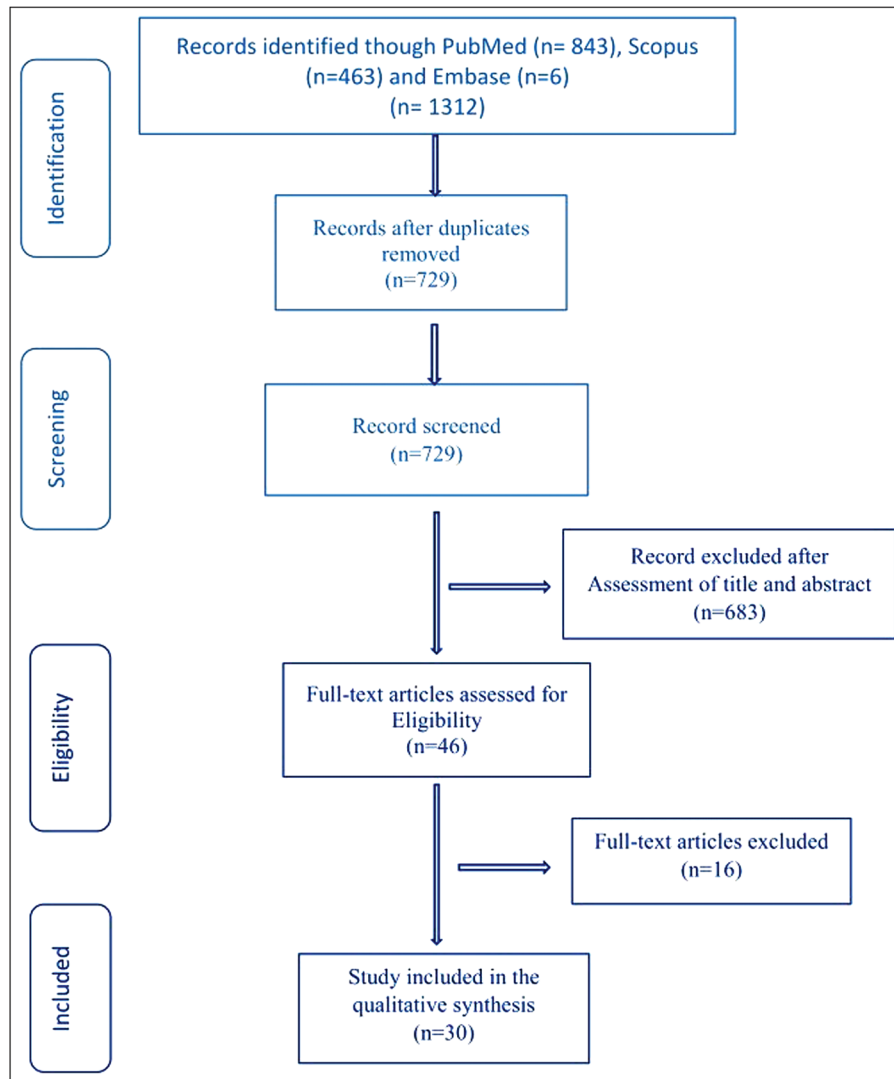 Identification
Records identified though PubMed (n= 843), Scopus
(n=463) and Embase (n=6)
(n= 1312)
Records after duplicates
removed
(n=729)
Screening
Record screened
(n=729)
Record excluded after
Assessment of title and abstract
(n=683)
Eligibility
Full-text articles assessed for
Eligibility
(n=46)
Full-text articles excluded
(n=16)
Included
Study included in the
qualitative synthesis
(n=30)